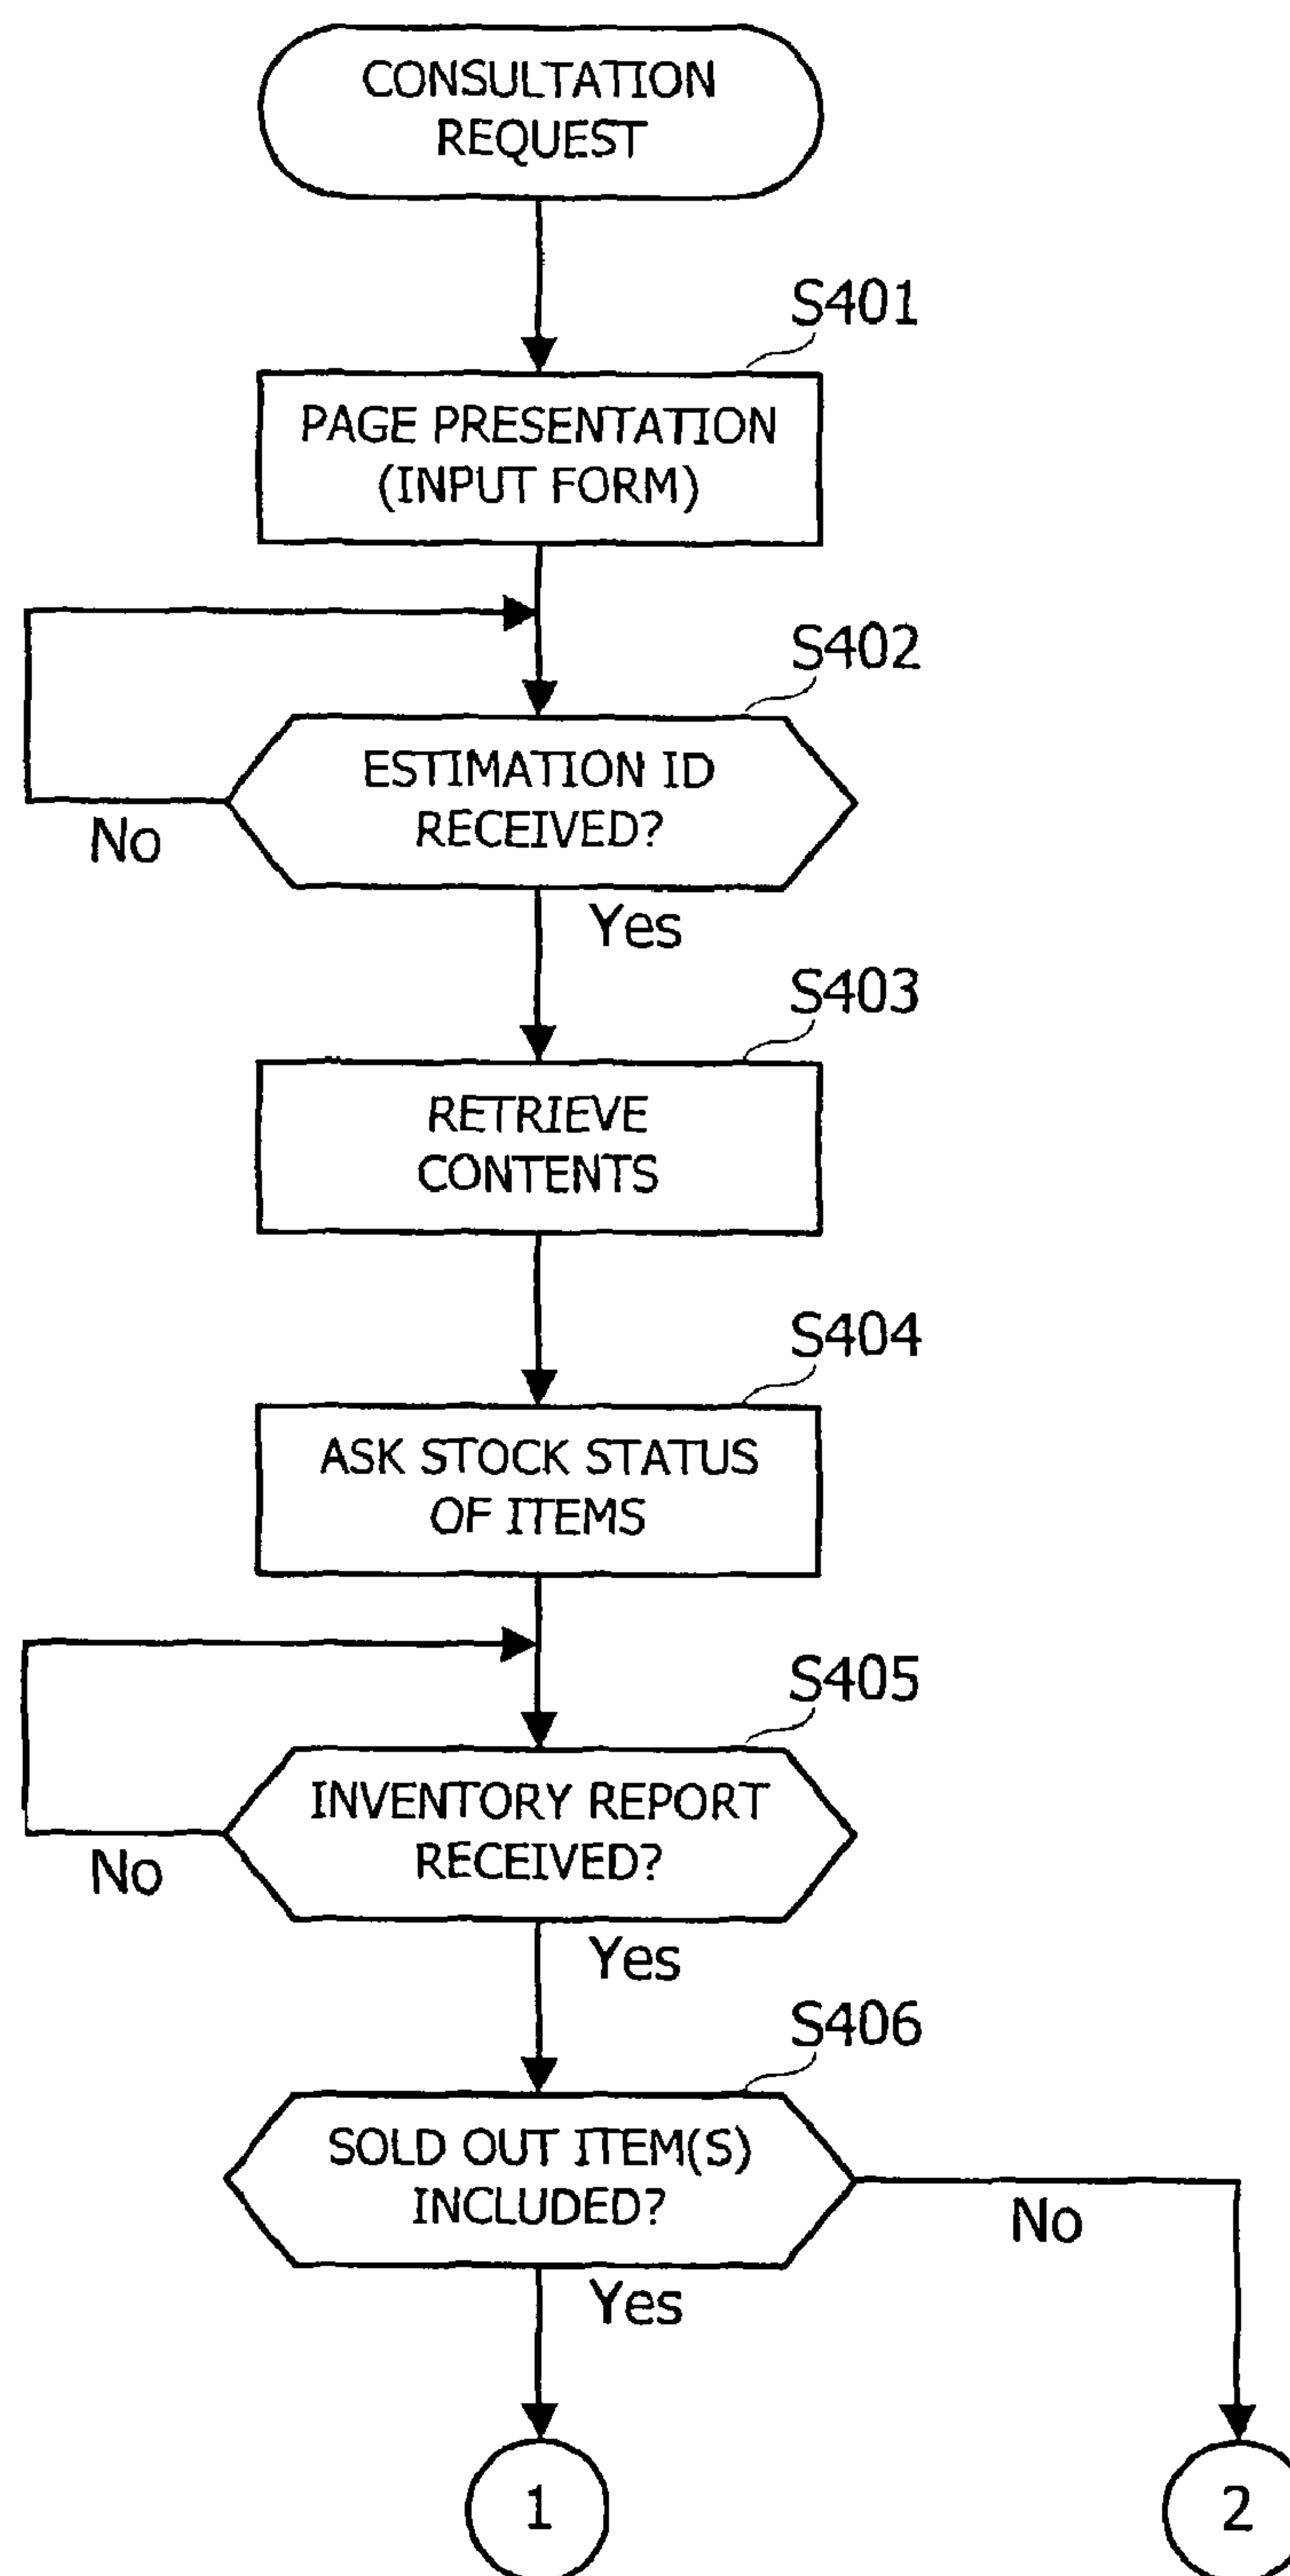 CONSULTATION
REQUEST
S401
PAGE PRESENTATION
(INPUT FORM)
S402
ESTIMATION ID
RECEIVED?
No
Yes
S403
RETRIEVE
CONTENTS
S404
ASK STOCK STATUS
OF ITEMS
S405
INVENTORY REPORT
RECEIVED?
No
Yes
S406
SOLD OUT ITEM(S)
INCLUDED?
No
Yes
1
2